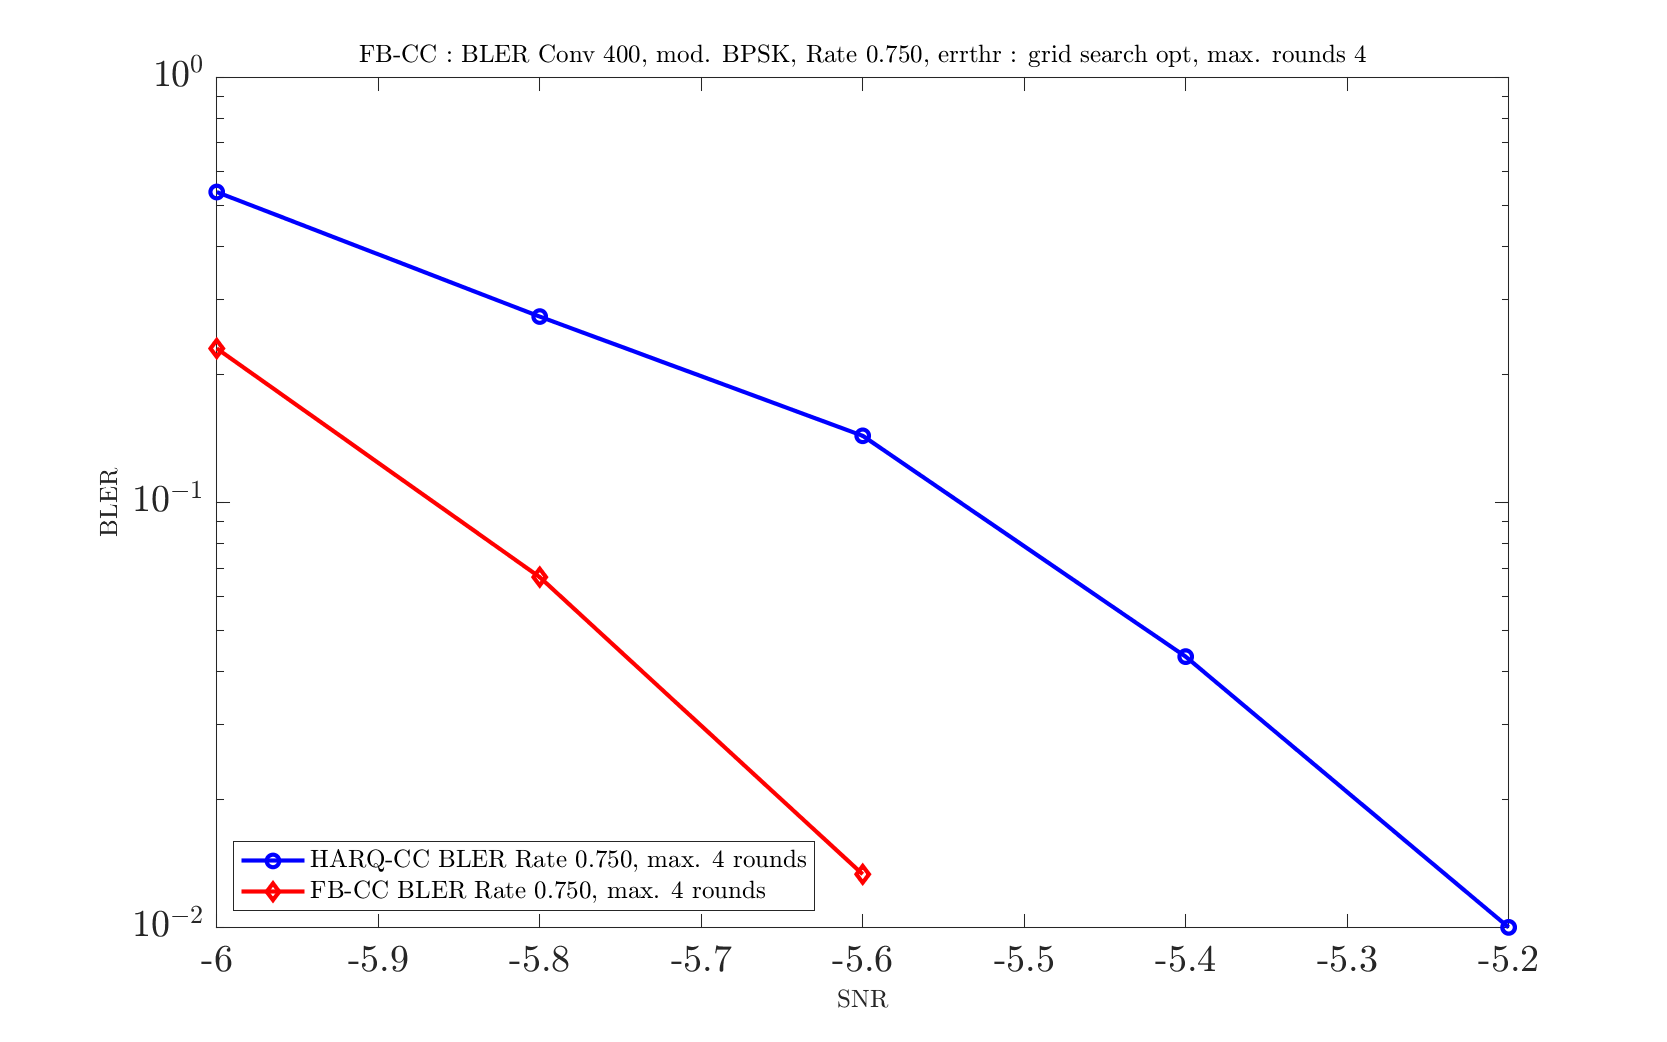 FB-CC : BLER Conv 400, mod. BPSK, Rate 0.750, errthr : grid search opt, max. rounds 4
10⁰
10⁻¹
10⁻²
BLER
HARQ-CC BLER Rate 0.750, max. 4 rounds
FB-CC BLER Rate 0.750, max. 4 rounds
-6 -5.9 -5.8 -5.7 -5.6 -5.5 -5.4 -5.3 -5.2
SNR